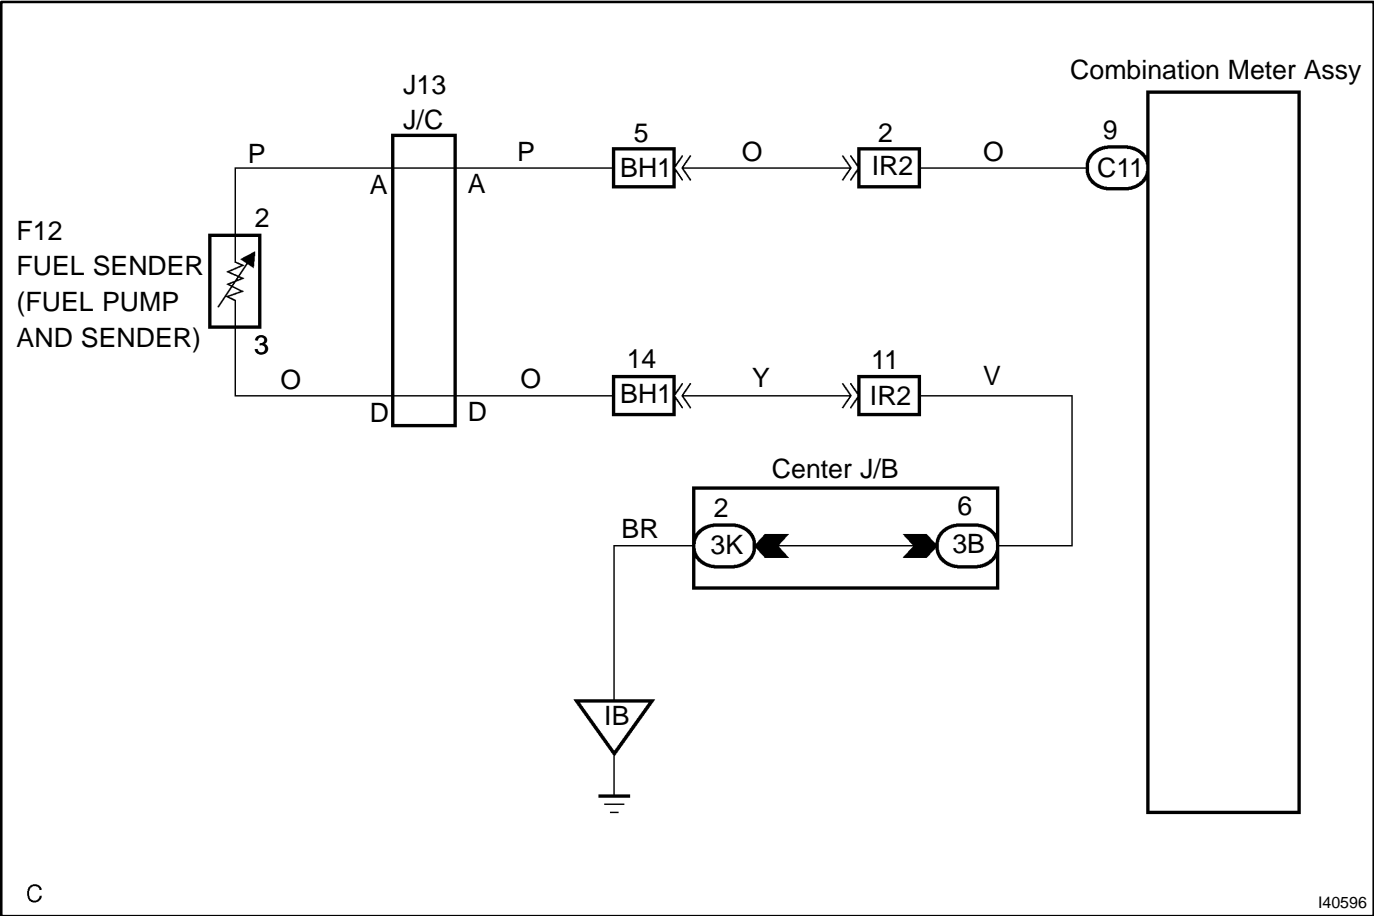 Combination Meter Assy
J13
J/C
5
2
9
P
P
O
O
BH1
IR2
C11
A
A
2
F12
FUEL SENDER
(FUEL PUMP
AND SENDER)
3
14
11
O
O
Y
V
BH1
IR2
D
D
Center J/B
2
6
BR
3K
3B
IB
C
I40596